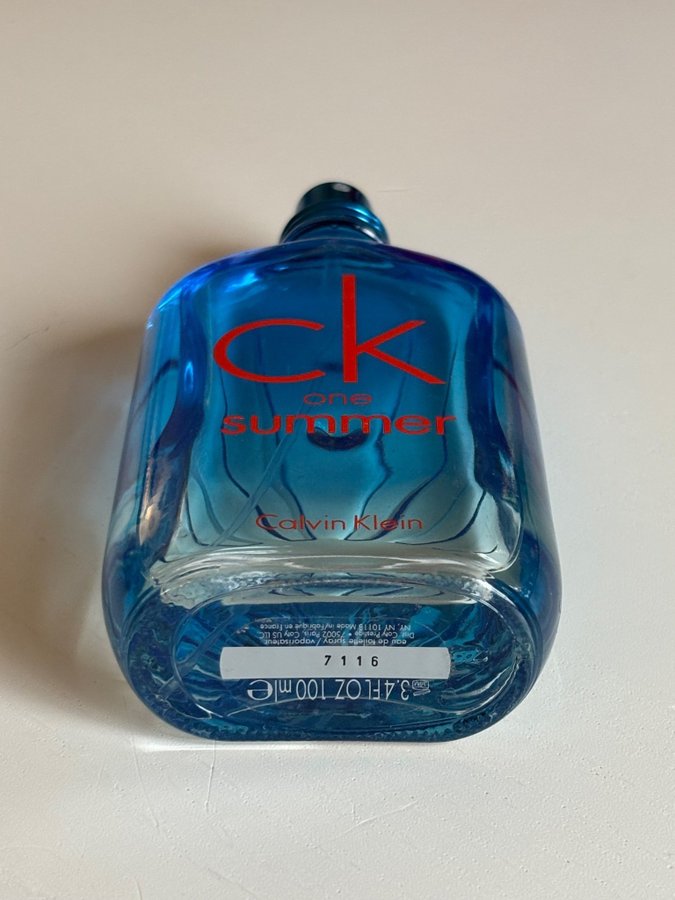 ck
one
summer
Calvin Klein
7116
3.4 FL OZ 100 ml e
eau de toilette spray / vaporisateur
Dist. Coty Prestige • 75002 Paris. Coty US LLC
NY, NY 10118 Made in/Fabriqué en France